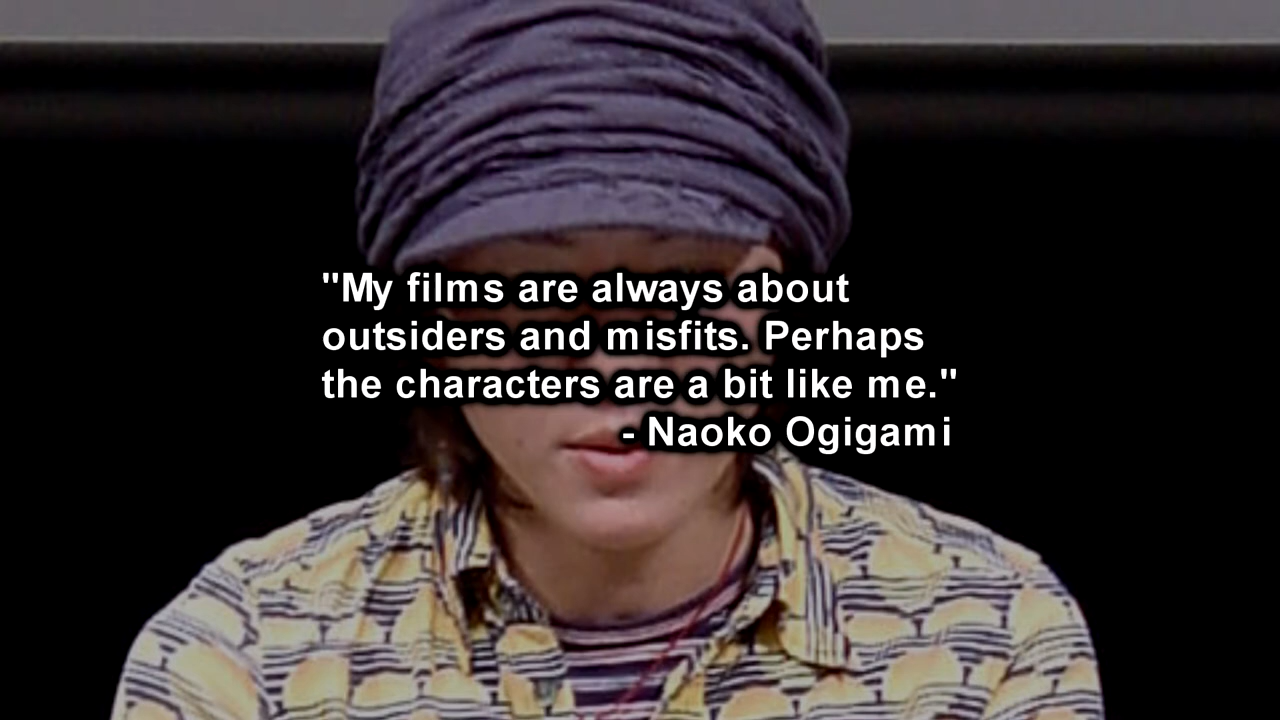 "My films are always about
outsiders and misfits. Perhaps
the characters are a bit like me."
- Naoko Ogigami